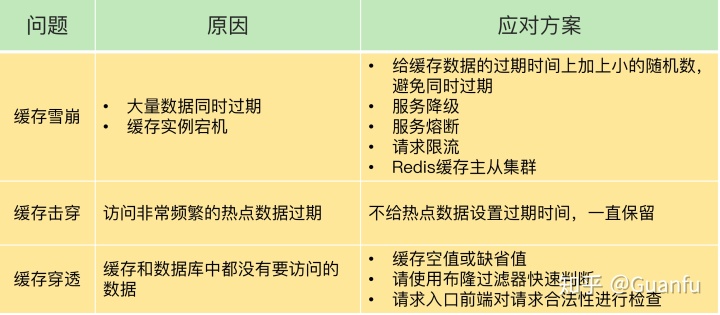 问题
原因
应对方案
缓存雪崩
• 大量数据同时过期
• 缓存实例宕机
• 给缓存数据的过期时间上加上小的随机数，
避免同时过期
• 服务降级
• 服务熔断
• 请求限流
• Redis缓存主从集群
缓存击穿
访问非常频繁的热点数据过期
不给热点数据设置过期时间，一直保留
缓存穿透
缓存和数据库中都没有要访问的
数据
• 缓存空值或缺省值
• 请使用布隆过滤器快速判断
• 请求入口前端对请求合法性进行检查
知乎 @Guanfu